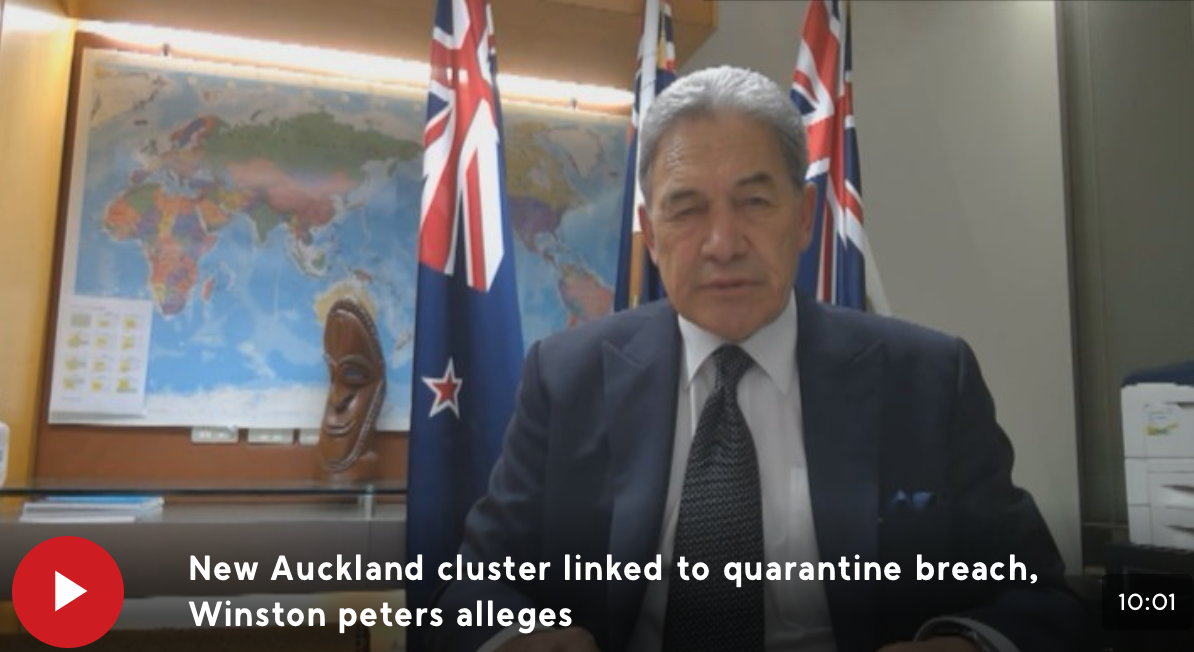 New Auckland cluster linked to quarantine breach,
Winston peters alleges
10:01